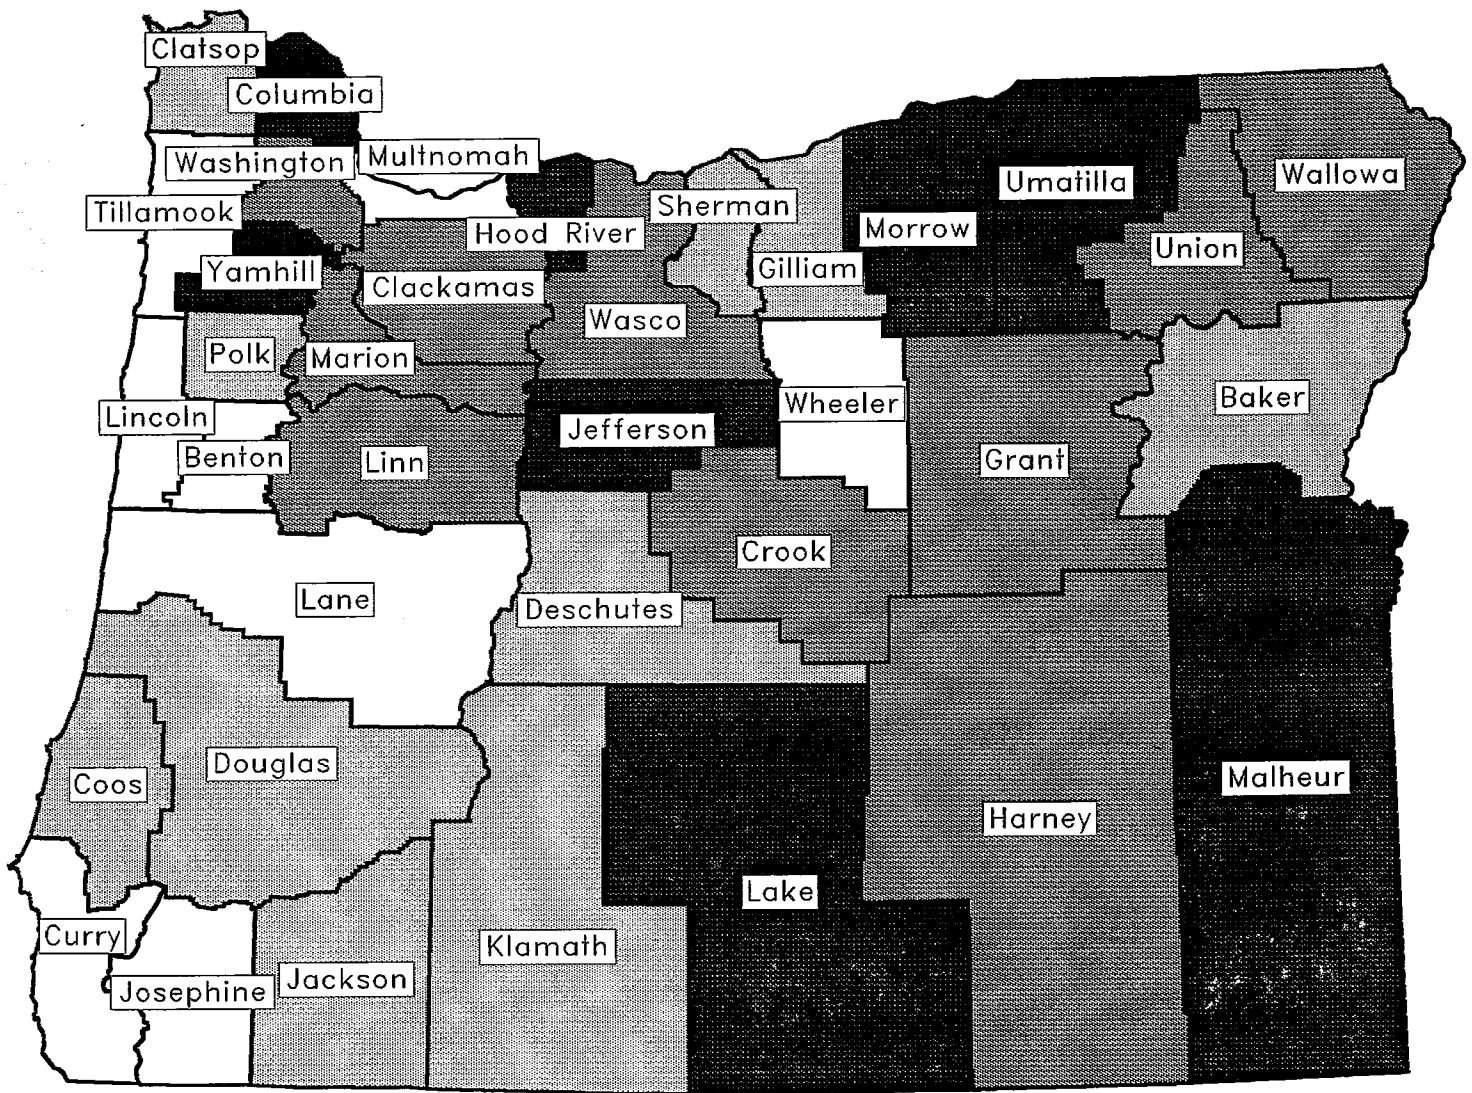 Clatsop
Columbia
Washington
Multnomah
Tillamook
Hood River
Sherman
Umatilla
Wallowa
Morrow
Union
Yamhill
Clackamas
Gilliam
Wasco
Polk
Marion
Lincoln
Jefferson
Wheeler
Baker
Benton
Linn
Grant
Crook
Lane
Deschutes
Douglas
Coos
Malheur
Harney
Lake
Curry
Klamath
Josephine
Jackson